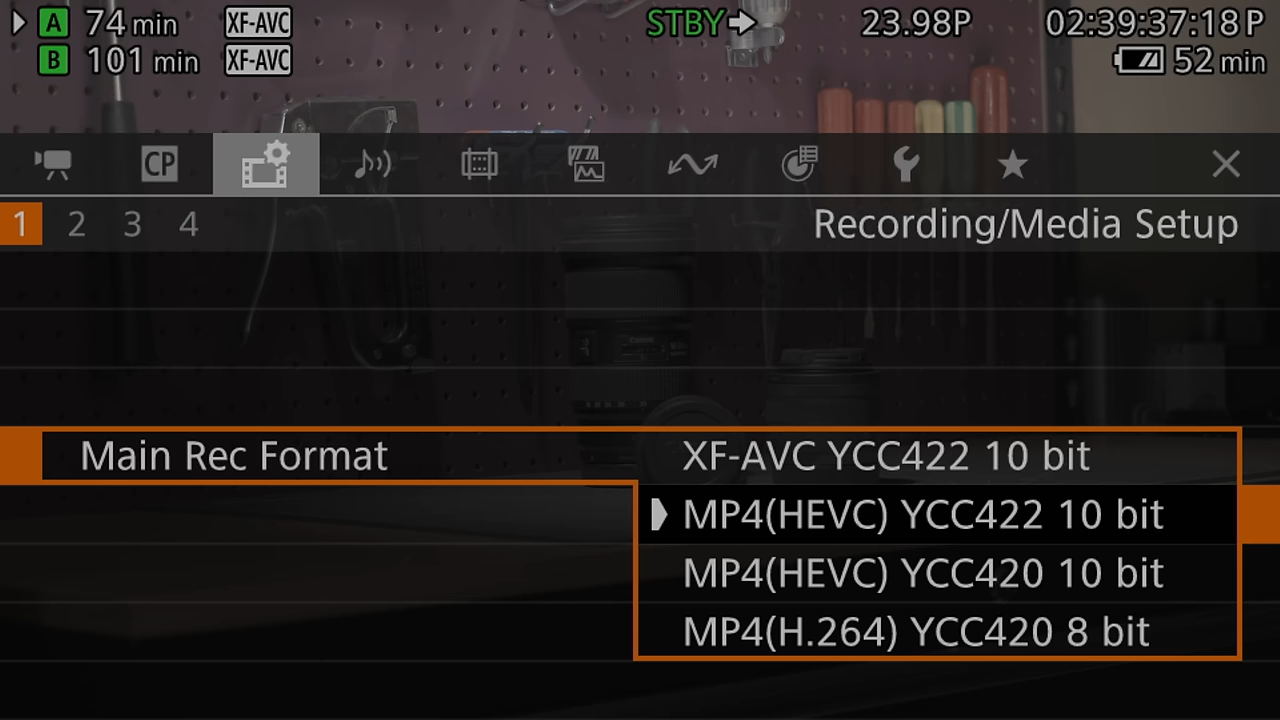 A 74 min XF-AVC STBY 23.98P 02:39:37:18 P
B 101 min XF-AVC 52 min
CP
1 2 3 4 Recording/Media Setup
Canon
Main Rec Format XF-AVC YCC422 10 bit
MP4(HEVC) YCC422 10 bit
MP4(HEVC) YCC420 10 bit
MP4(H.264) YCC420 8 bit